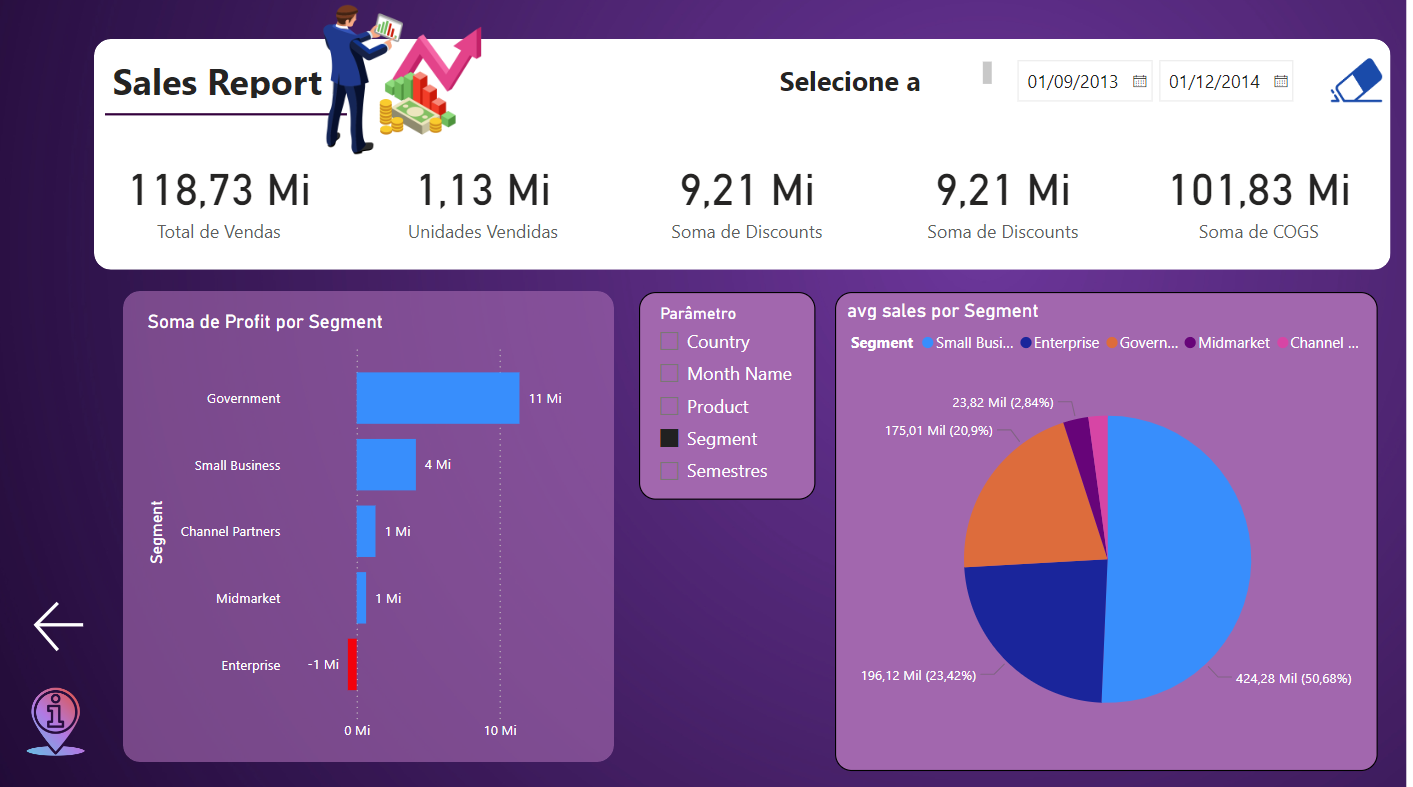 Sales Report
Selecione a
01/09/2013
01/12/2014
118,73 Mi
Total de Vendas
1,13 Mi
Unidades Vendidas
9,21 Mi
Soma de Discounts
9,21 Mi
Soma de Discounts
101,83 Mi
Soma de COGS
Soma de Profit por Segment
Segment
Government
11 Mi
Small Business
4 Mi
Channel Partners
1 Mi
Midmarket
1 Mi
Enterprise
-1 Mi
0 Mi
10 Mi
Parâmetro
Country
Month Name
Product
Segment
Semestres
avg sales por Segment
Segment Small Busi... Enterprise Govern... Midmarket Channel ...
23,82 Mil (2,84%)
175,01 Mil (20,9%)
196,12 Mil (23,42%)
424,28 Mil (50,68%)
i